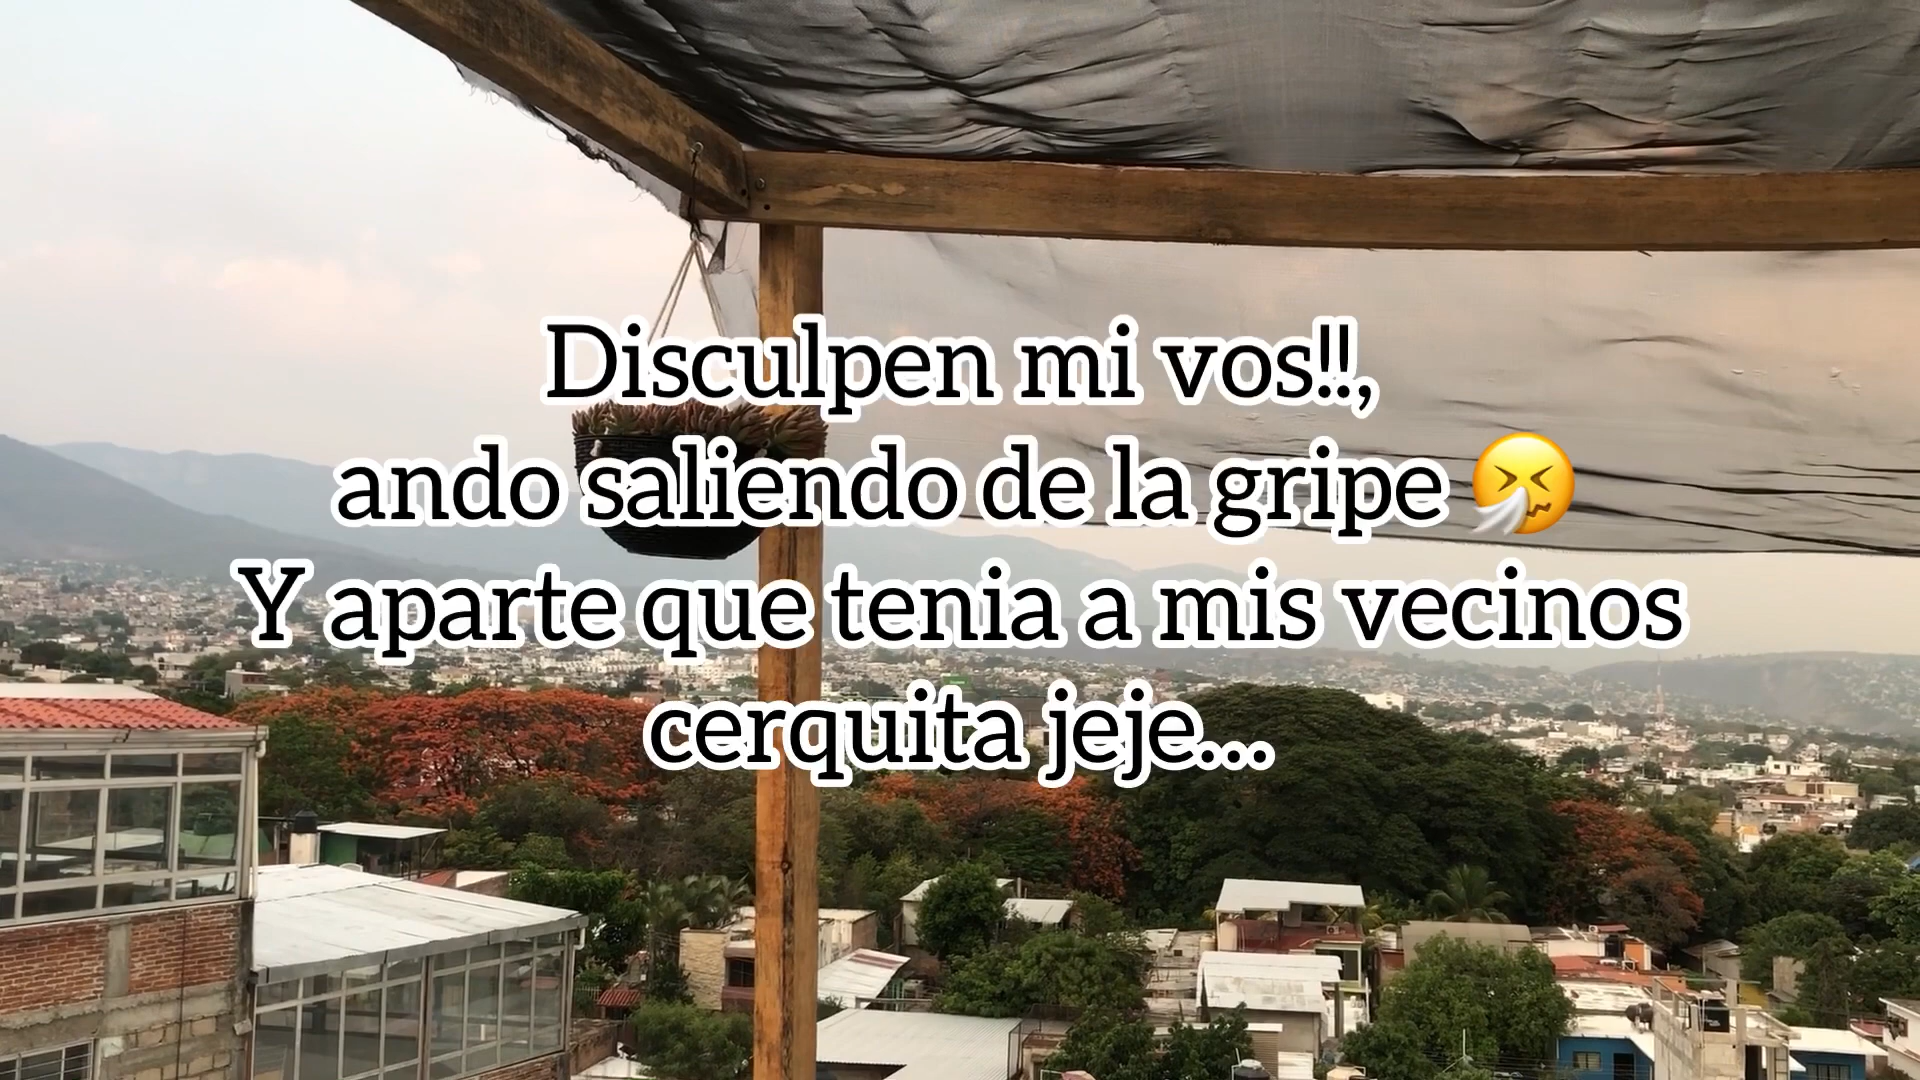 Disculpen mi vos!!,
ando saliendo de la gripe 🤧
Y aparte que tenia a mis vecinos
cerquita jeje...